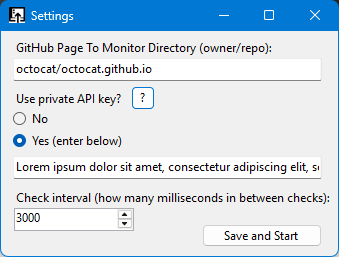 Settings
GitHub Page To Monitor Directory (owner/repo):
octocat/octocat.github.io
Use private API key? ?
No
Yes (enter below)
Lorem ipsum dolor sit amet, consectetur adipiscing elit, s
Check interval (how many milliseconds in between checks):
3000
Save and Start